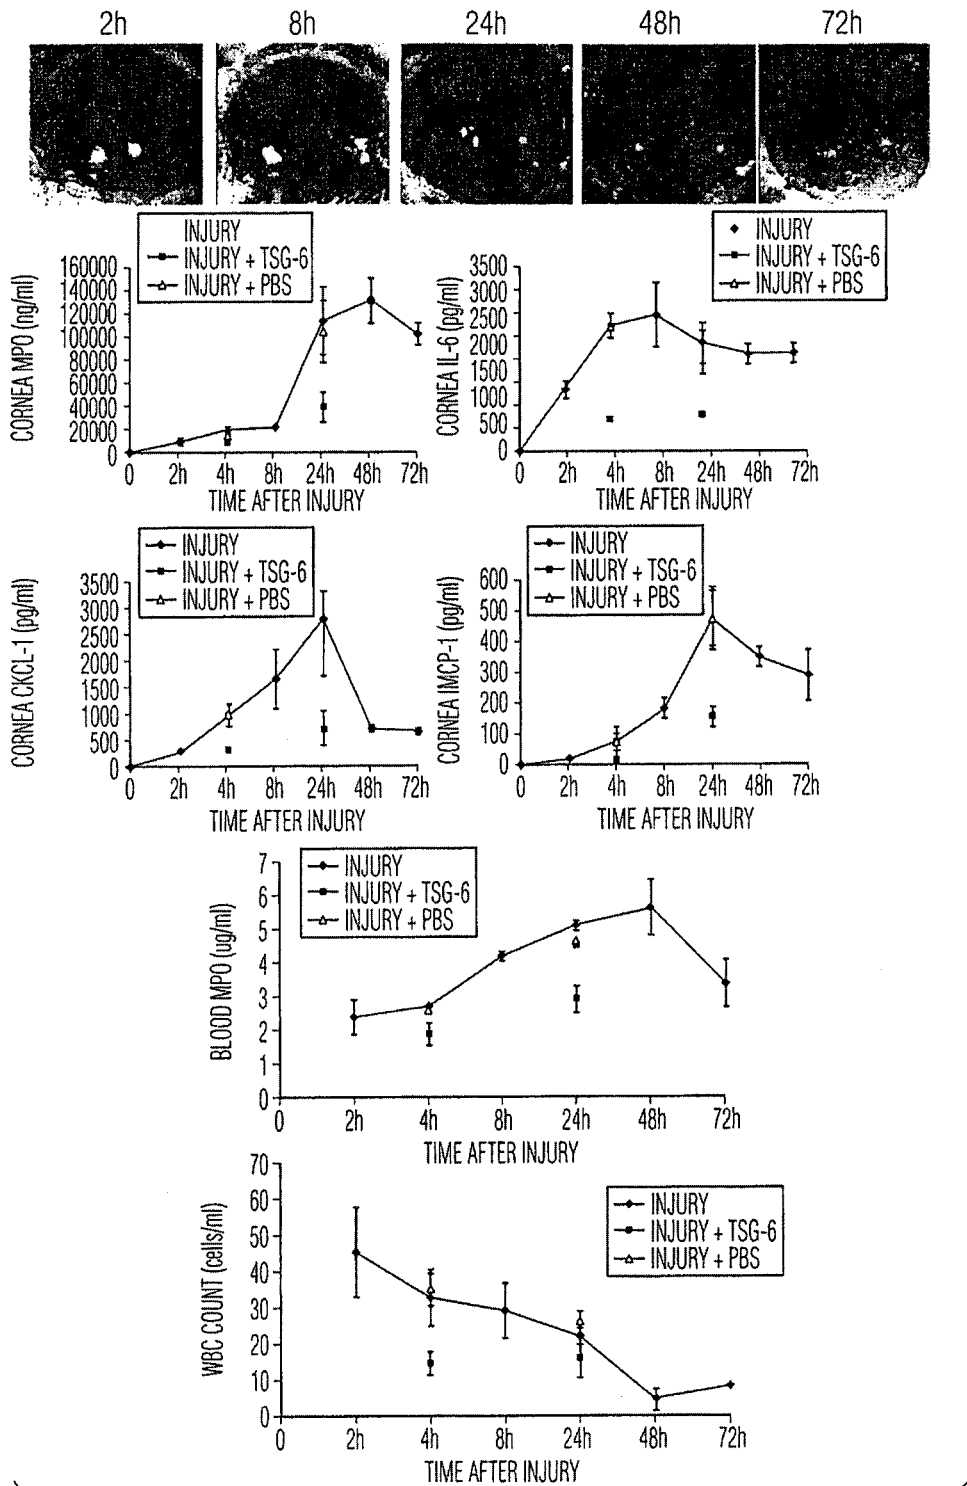 2h 8h 24h 48h 72h
INJURY
INJURY + TSG-6
INJURY + PBS
CORNEA MPO (ng/ml)
160000
140000
120000
100000
80000
60000
40000
20000
0
0 2h 4h 8h 24h 48h 72h
TIME AFTER INJURY
INJURY
INJURY + TSG-6
INJURY + PBS
CORNEA IL-6 (pg/ml)
3500
3000
2500
2000
1500
1000
500
0
0 2h 4h 8h 24h 48h 72h
TIME AFTER INJURY
INJURY
INJURY + TSG-6
INJURY + PBS
CORNEA CKCL-1 (pg/ml)
3500
3000
2500
2000
1500
1000
500
0
0 2h 4h 8h 24h 48h 72h
TIME AFTER INJURY
INJURY
INJURY + TSG-6
INJURY + PBS
CORNEA IMCP-1 (pg/ml)
600
500
400
300
200
100
0
0 2h 4h 8h 24h 48h 72h
TIME AFTER INJURY
INJURY
INJURY + TSG-6
INJURY + PBS
BLOOD MPO (ug/ml)
7
6
5
4
3
2
1
0
0 2h 4h 8h 24h 48h 72h
TIME AFTER INJURY
INJURY
INJURY + TSG-6
INJURY + PBS
WBC COUNT (cells/ml)
70
60
50
40
30
20
10
0
0 2h 4h 8h 24h 48h 72h
TIME AFTER INJURY